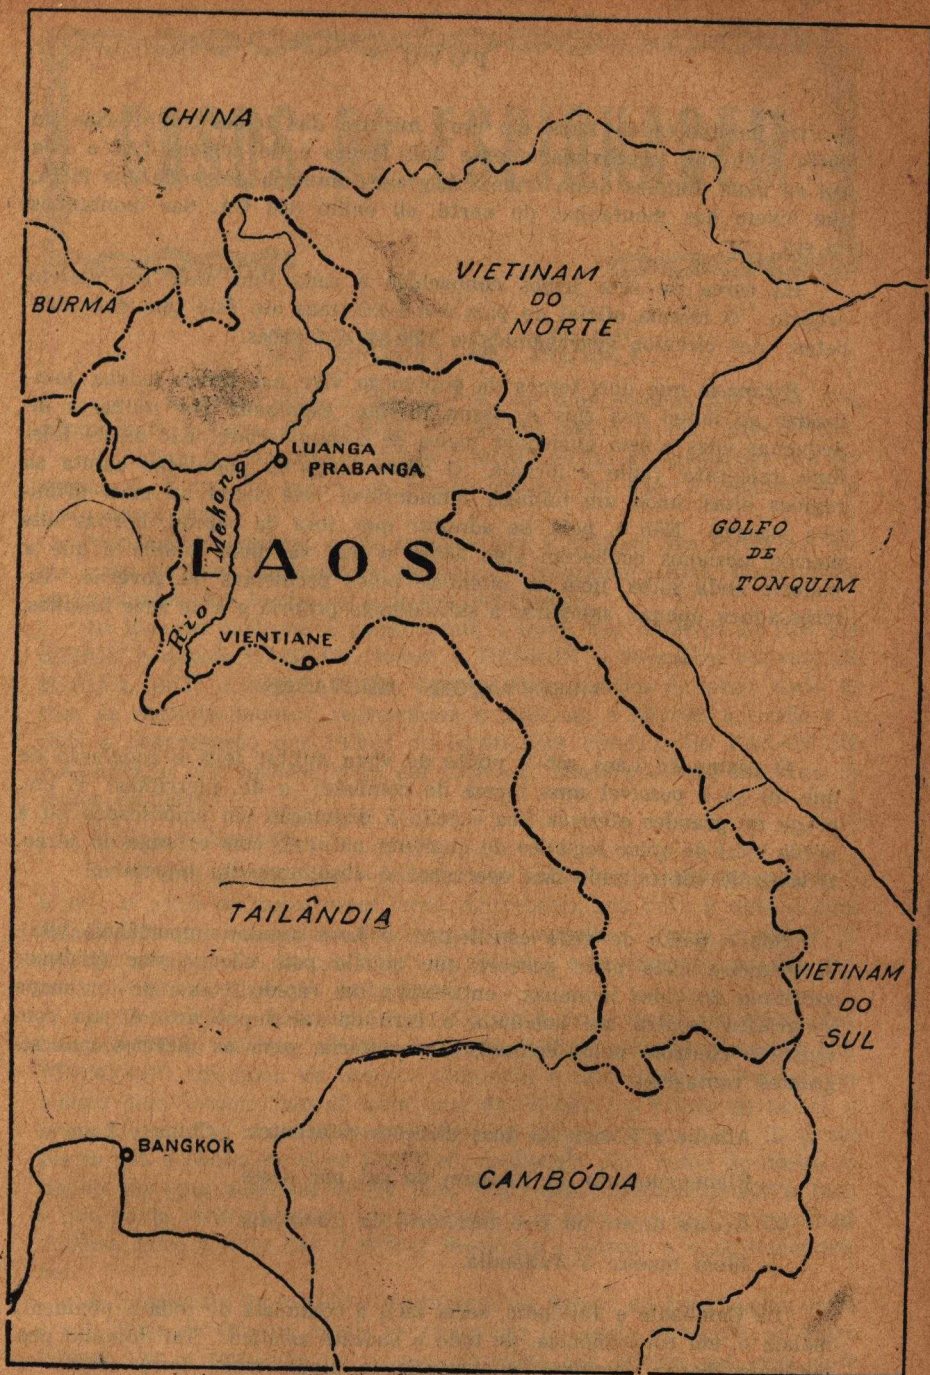 CHINA
VIETINAM
DO
NORTE
BURMA
LUANGA
PRABANGA
Rio Mekong
GOLFO
DE
TONQUIM
LAOS
VIENTIANE
TAILÂNDIA
VIETINAM
DO
SUL
BANGKOK
CAMBÓDIA